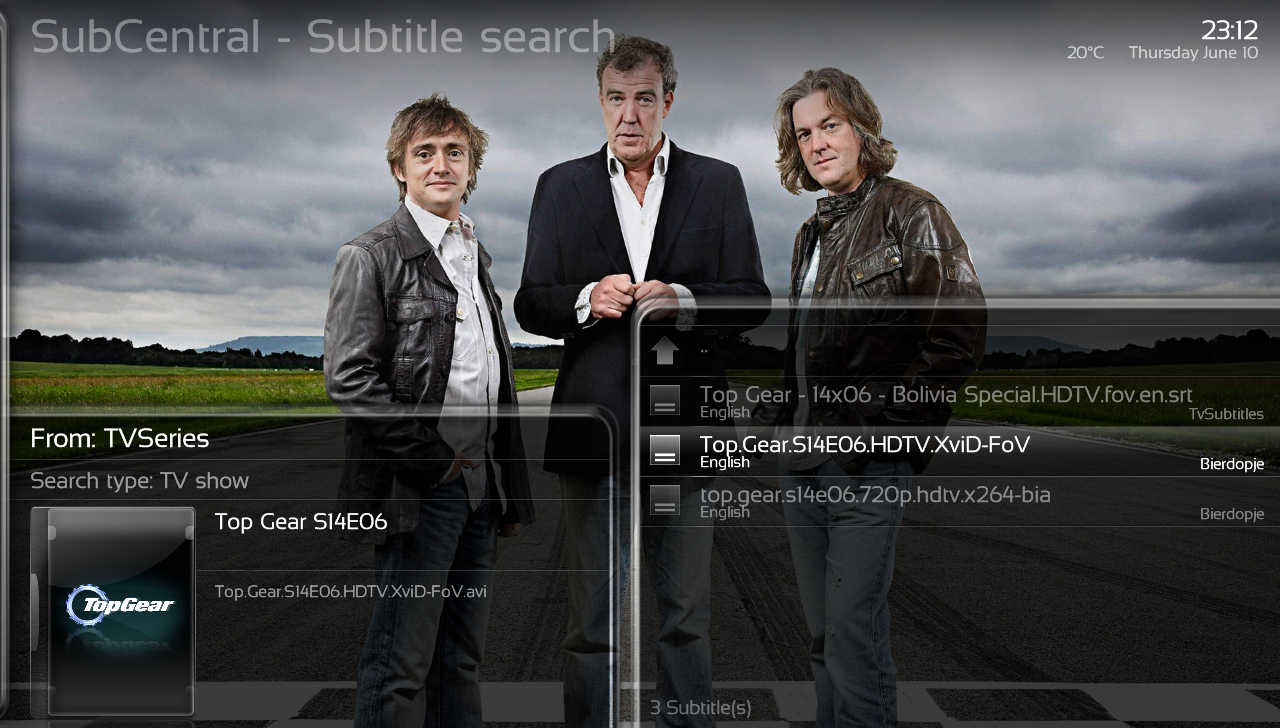 SubCentral - Subtitle search
23:12
20°C Thursday June 10
..
Top Gear - 14x06 - Bolivia Special.HDTV.fov.en.srt
English
TvSubtitles
Top.Gear.S14E06.HDTV.XviD-FoV
English
Bierdopje
top.gear.s14e06.720p.hdtv.x264-bia
English
Bierdopje
3 Subtitle(s)
From: TVSeries
Search type: TV show
Top Gear S14E06
Top.Gear.S14E06.HDTV.XviD-FoV.avi
TopGear